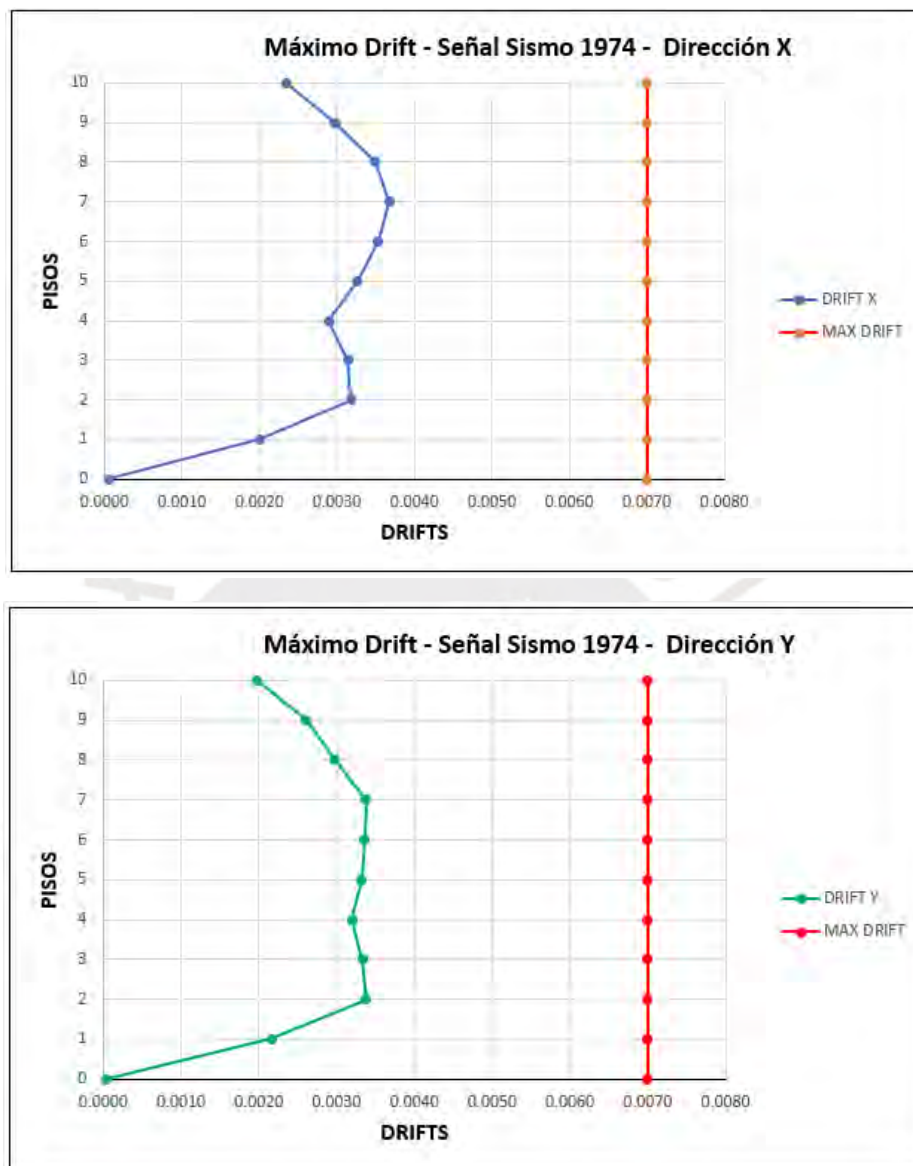 Máximo Drift - Señal Sismo 1974 - Dirección X
10
9
8
7
6
5
4
3
2
1
0
PISOS
0.0000 0.0010 0.0020 0.0030 0.0040 0.0050 0.0060 0.0070 0.0080
DRIFTS
DRIFT X
MAX DRIFT
Máximo Drift - Señal Sismo 1974 - Dirección Y
10
9
8
7
6
5
4
3
2
1
0
PISOS
0.0000 0.0010 0.0020 0.0030 0.0040 0.0050 0.0060 0.0070 0.0080
DRIFTS
DRIFT Y
MAX DRIFT